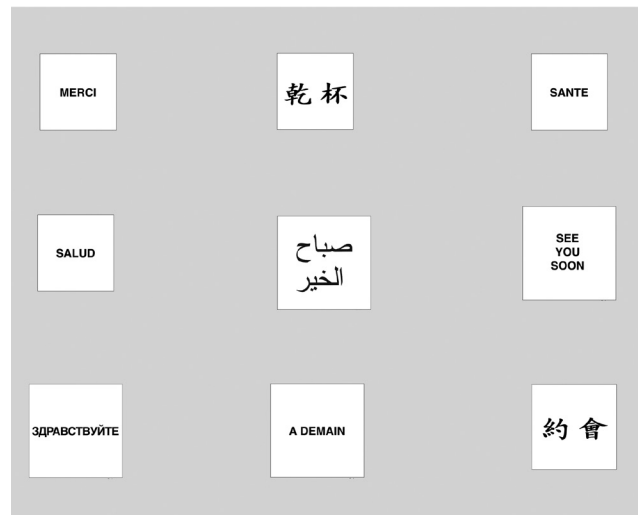 MERCI
乾杯
SANTE
SALUD
صباح
الخير
SEE
YOU
SOON
ЗДРАВСТВУЙТЕ
A DEMAIN
約會